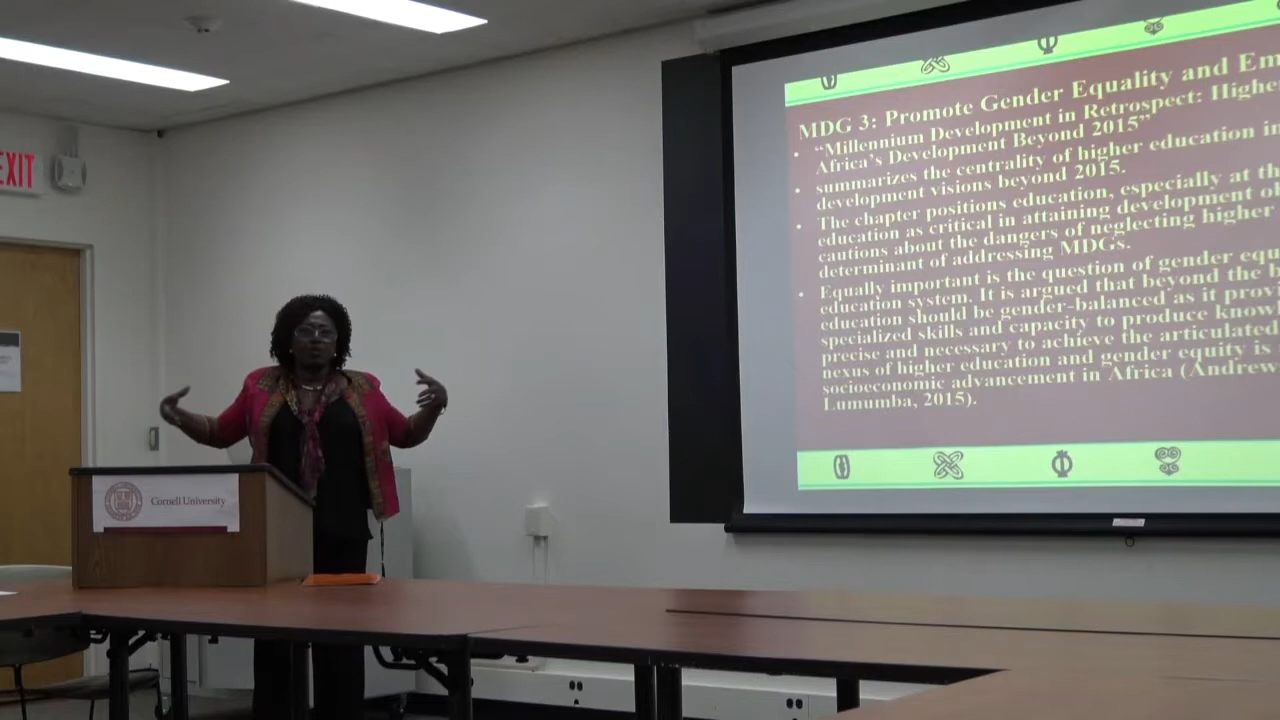 EXIT
MDG 3: Promote Gender Equality and Em
• "Millennium Development in Retrospect: Highe
Africa's Development Beyond 2015"
• summarizes the centrality of higher education in
development visions beyond 2015.
• The chapter positions education, especially at th
education as critical in attaining development o
cautions about the dangers of neglecting higher
determinant of addressing MDGs.
• Equally important is the question of gender equ
education system. It is argued that beyond the b
education should be gender-balanced as it provi
specialized skills and capacity to produce know
precise and necessary to achieve the articulated
nexus of higher education and gender equity is
socioeconomic advancement in Africa (Andrew
Lumumba, 2015).
Cornell University